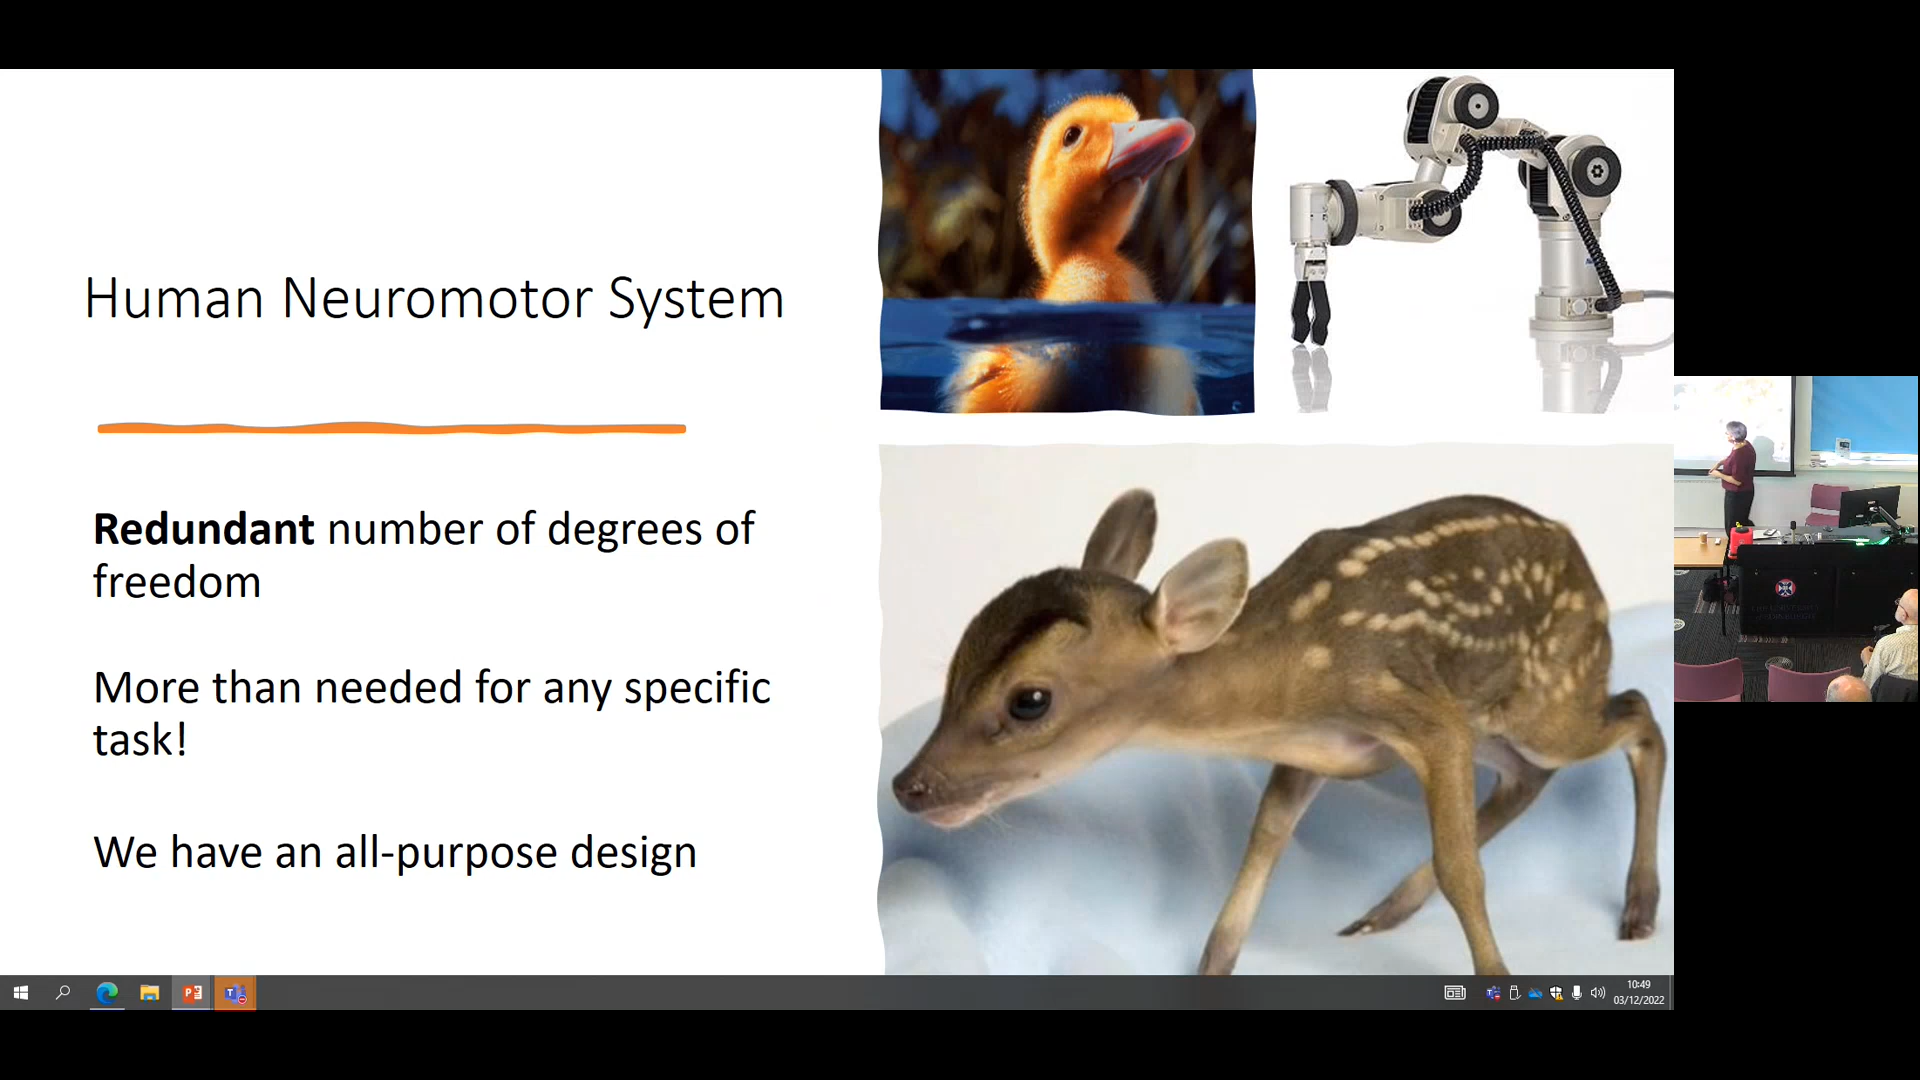 Human Neuromotor System
Redundant number of degrees of
freedom
More than needed for any specific
task!
We have an all-purpose design
10:49
03/12/2022